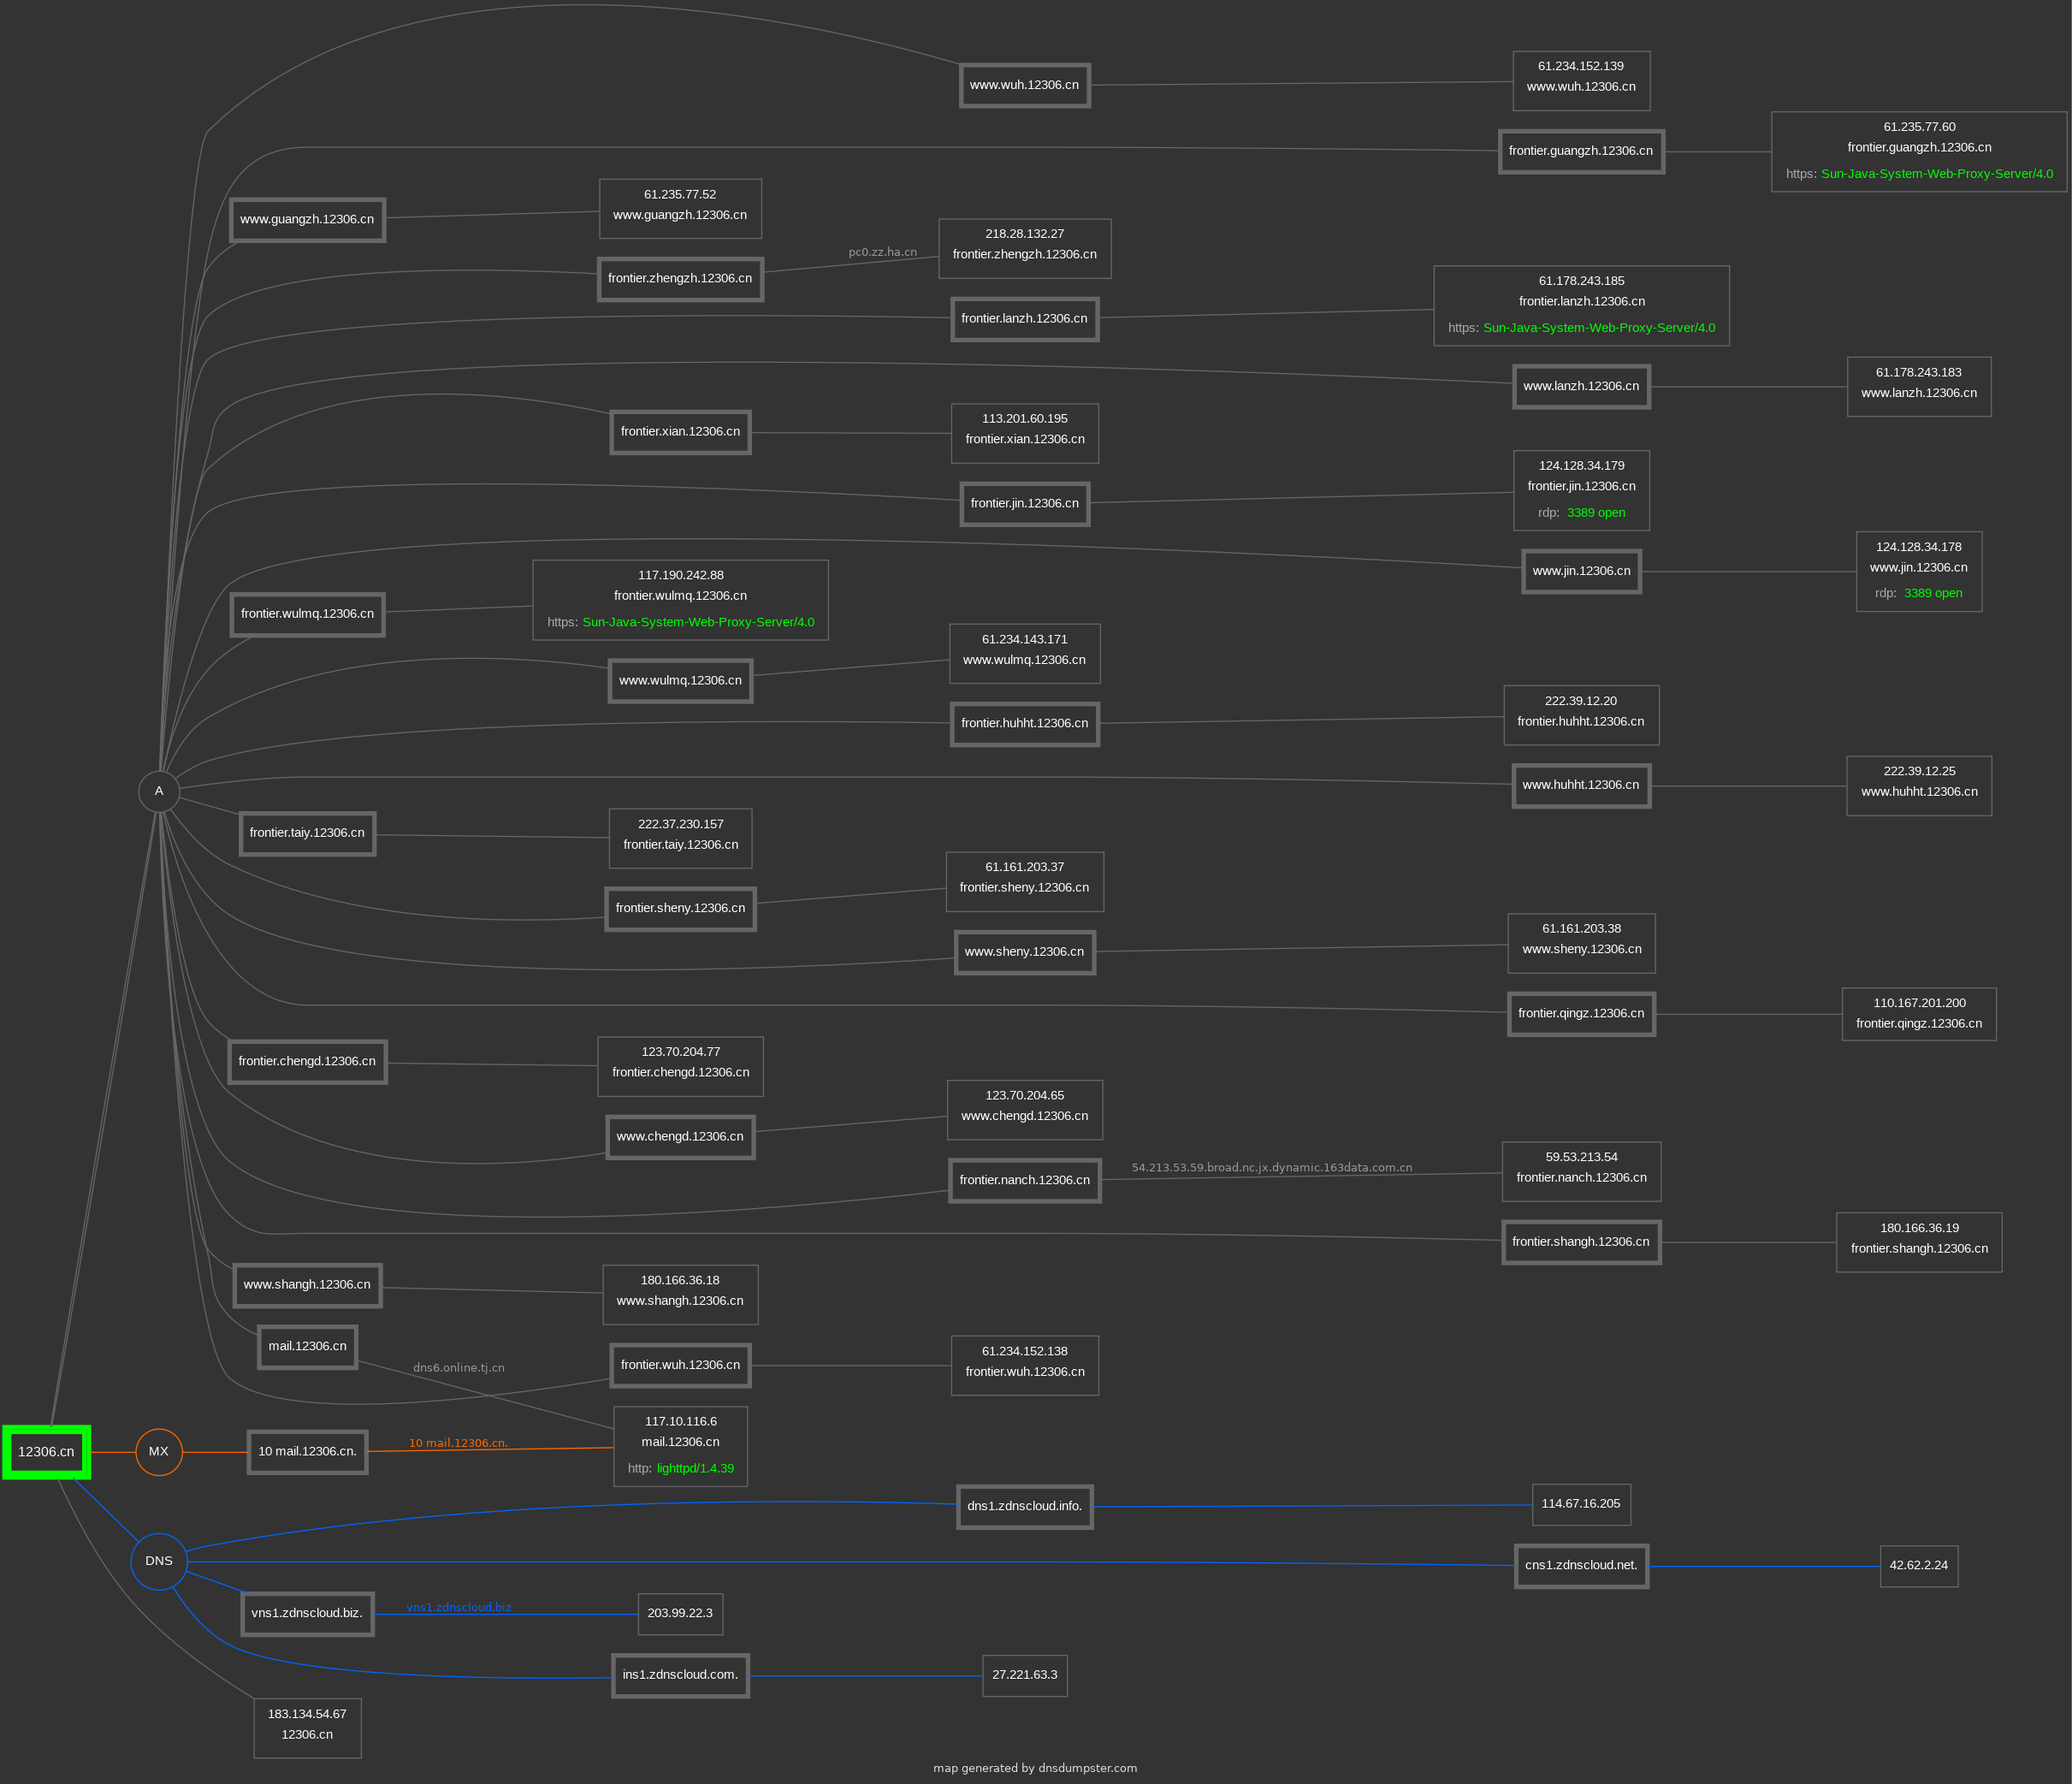 www.wuh.12306.cn
61.234.152.139
www.wuh.12306.cn
frontier.guangzh.12306.cn
61.235.77.60
frontier.guangzh.12306.cn
https: Sun-Java-System-Web-Proxy-Server/4.0
www.guangzh.12306.cn
61.235.77.52
www.guangzh.12306.cn
frontier.zhengzh.12306.cn
pc0.zz.ha.cn
218.28.132.27
frontier.zhengzh.12306.cn
frontier.lanzh.12306.cn
61.178.243.185
frontier.lanzh.12306.cn
https: Sun-Java-System-Web-Proxy-Server/4.0
www.lanzh.12306.cn
61.178.243.183
www.lanzh.12306.cn
frontier.xian.12306.cn
113.201.60.195
frontier.xian.12306.cn
frontier.jin.12306.cn
124.128.34.179
frontier.jin.12306.cn
rdp: 3389 open
www.jin.12306.cn
124.128.34.178
www.jin.12306.cn
rdp: 3389 open
frontier.wulmq.12306.cn
117.190.242.88
frontier.wulmq.12306.cn
https: Sun-Java-System-Web-Proxy-Server/4.0
www.wulmq.12306.cn
61.234.143.171
www.wulmq.12306.cn
frontier.huhht.12306.cn
222.39.12.20
frontier.huhht.12306.cn
www.huhht.12306.cn
222.39.12.25
www.huhht.12306.cn
A
frontier.taiy.12306.cn
222.37.230.157
frontier.taiy.12306.cn
frontier.sheny.12306.cn
61.161.203.37
frontier.sheny.12306.cn
www.sheny.12306.cn
61.161.203.38
www.sheny.12306.cn
frontier.qingz.12306.cn
110.167.201.200
frontier.qingz.12306.cn
frontier.chengd.12306.cn
123.70.204.77
frontier.chengd.12306.cn
www.chengd.12306.cn
123.70.204.65
www.chengd.12306.cn
frontier.nanch.12306.cn
54.213.53.59.broad.nc.jx.dynamic.163data.com.cn
59.53.213.54
frontier.nanch.12306.cn
frontier.shangh.12306.cn
180.166.36.19
frontier.shangh.12306.cn
www.shangh.12306.cn
180.166.36.18
www.shangh.12306.cn
mail.12306.cn
dns6.online.tj.cn
frontier.wuh.12306.cn
61.234.152.138
frontier.wuh.12306.cn
12306.cn
MX
10 mail.12306.cn.
10 mail.12306.cn.
117.10.116.6
mail.12306.cn
http: lighttpd/1.4.39
DNS
dns1.zdnscloud.info.
114.67.16.205
cns1.zdnscloud.net.
42.62.2.24
vns1.zdnscloud.biz.
vns1.zdnscloud.biz
203.99.22.3
ins1.zdnscloud.com.
27.221.63.3
183.134.54.67
12306.cn
map generated by dnsdumpster.com